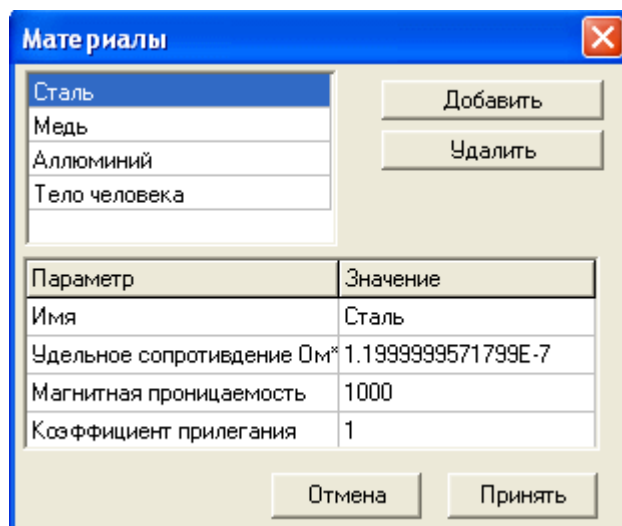 Материалы
Сталь
Медь
Аллюминий
Тело человека
Добавить
Удалить
Параметр Значение
Имя Сталь
Удельное сопротивдение Ом* 1.1999999571799E-7
Магнитная проницаемость 1000
Коэффициент прилегания 1
Отмена Принять